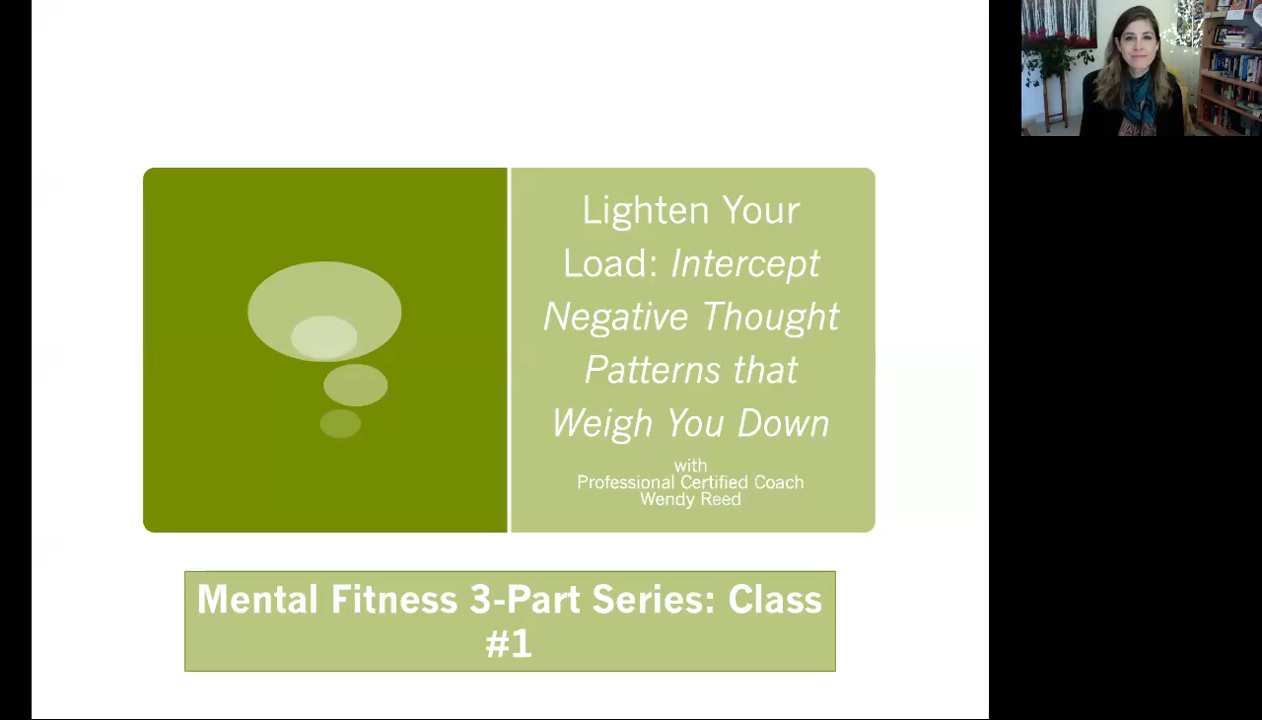 Lighten Your
Load: Intercept
Negative Thought
Patterns that
Weigh You Down
with
Professional Certified Coach
Wendy Reed
Mental Fitness 3-Part Series: Class
#1